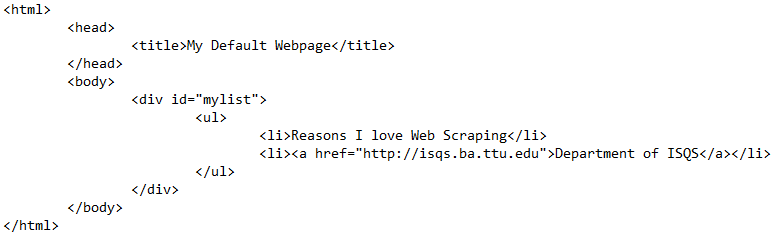 <html>
<head>
<title>My Default Webpage</title>
</head>
<body>
<div id="mylist">
<ul>
<li>Reasons I love Web Scraping</li>
<li><a href="http://isqs.ba.ttu.edu">Department of ISQS</a></li>
</ul>
</div>
</body>
</html>